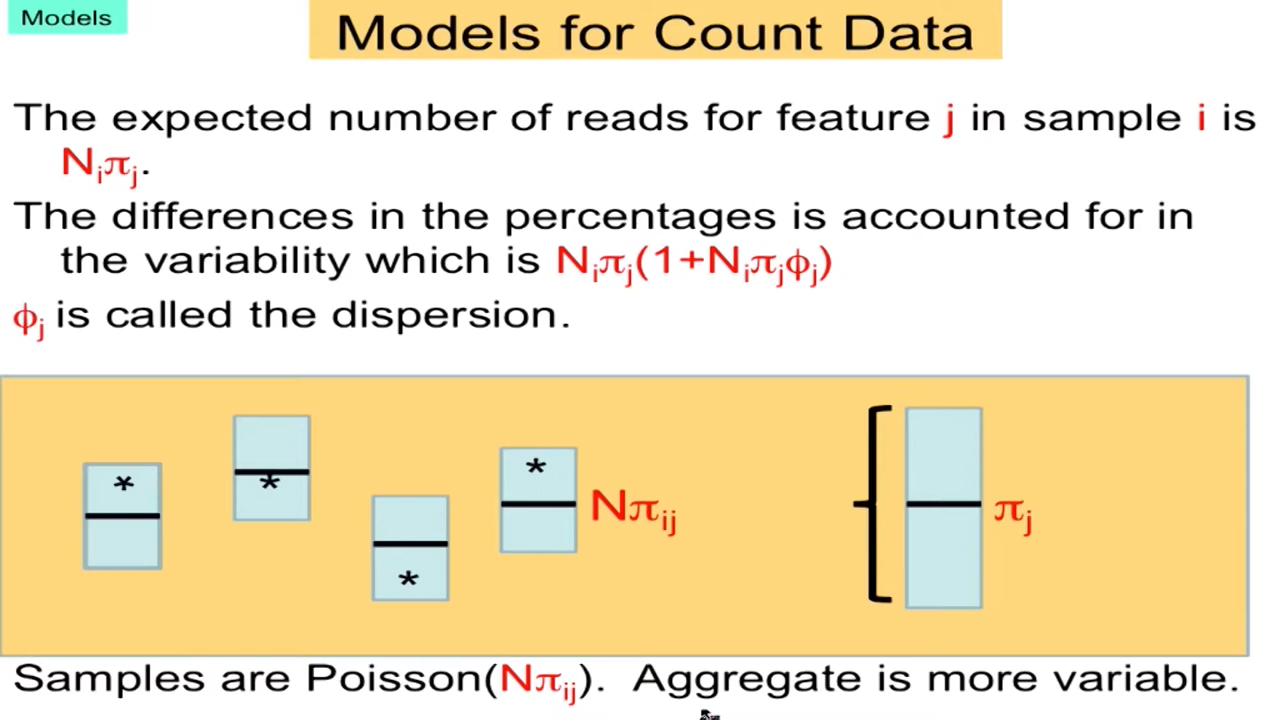 Models
Models for Count Data
The expected number of reads for feature j in sample i is
Nᵢπⱼ.
The differences in the percentages is accounted for in
the variability which is Nᵢπⱼ(1+Nᵢπⱼϕⱼ)
ϕⱼ is called the dispersion.
* * * *
Nπᵢⱼ
πⱼ
Samples are Poisson(Nπᵢⱼ). Aggregate is more variable.